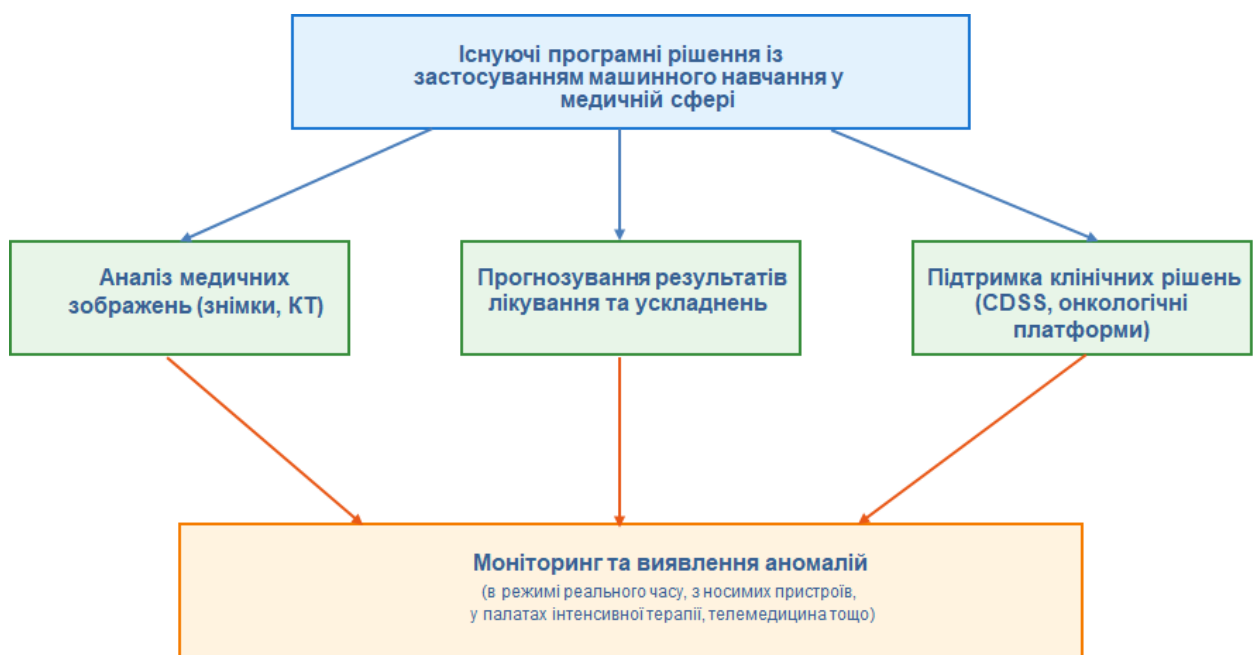 Існуючі програмні рішення із
застосуванням машинного навчання у
медичній сфері
Аналіз медичних
зображень (знімки, КТ)
Прогнозування результатів
лікування та ускладнень
Підтримка клінічних рішень
(CDSS, онкологічні
платформи)
Моніторинг та виявлення аномалій
(в режимі реального часу, з носимих пристроїв,
у палатах інтенсивної терапії, телемедицина тощо)